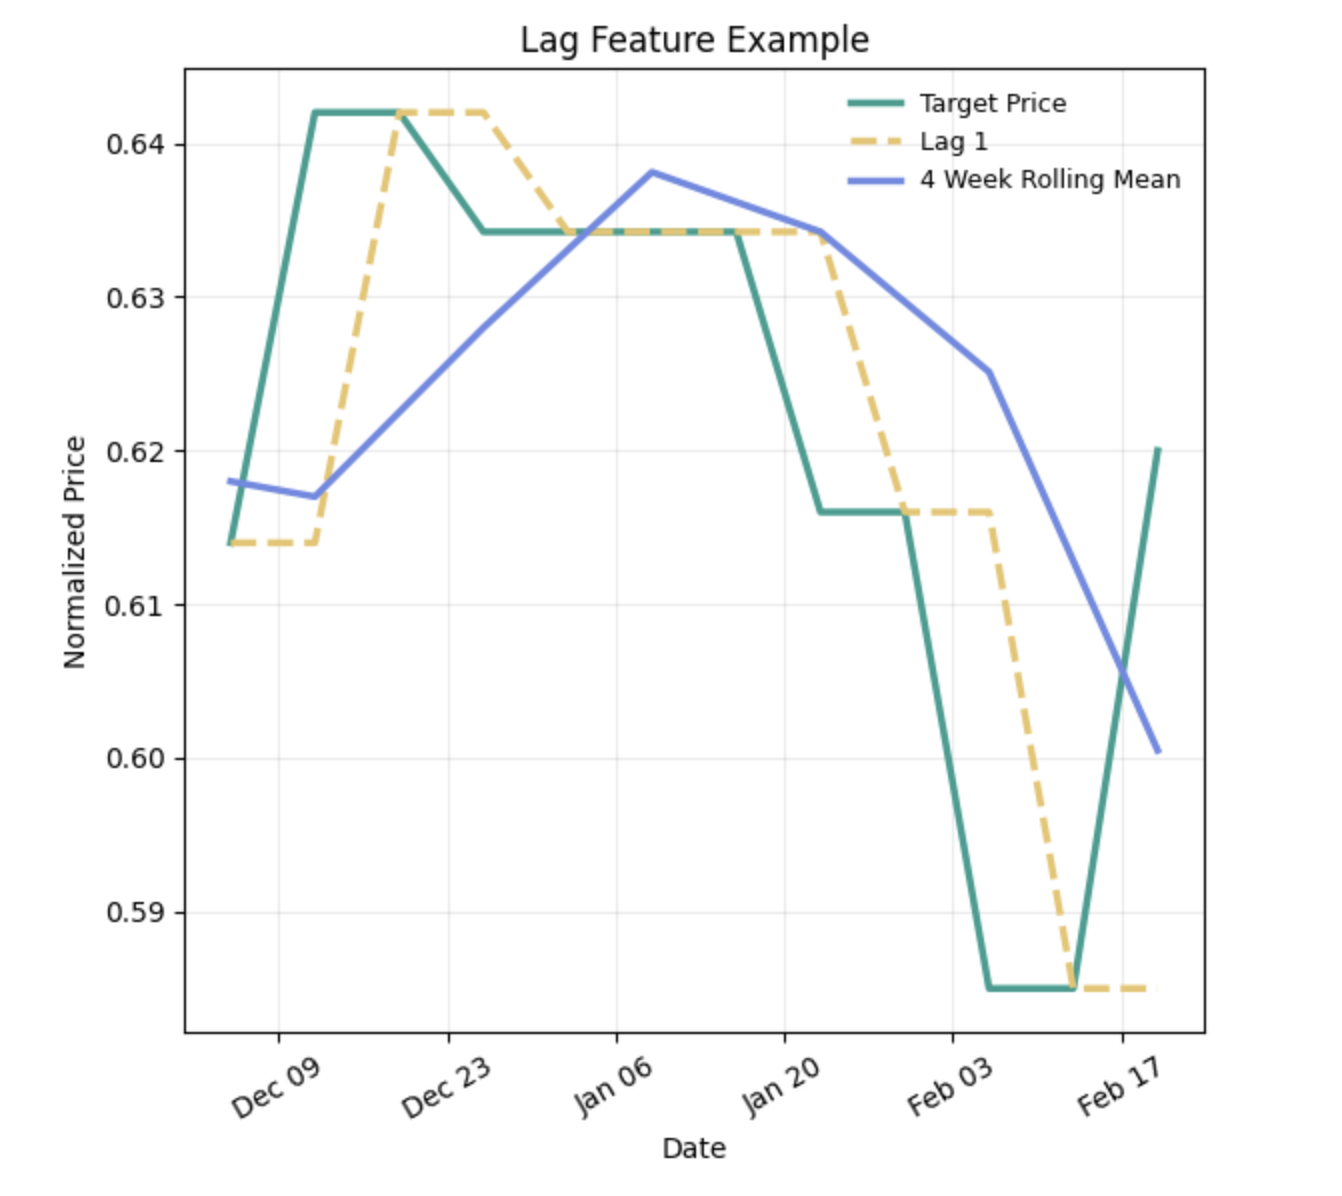 Lag Feature Example
Target Price
Lag 1
4 Week Rolling Mean
Normalized Price
0.64
0.63
0.62
0.61
0.60
0.59
Dec 09
Dec 23
Jan 06
Jan 20
Feb 03
Feb 17
Date